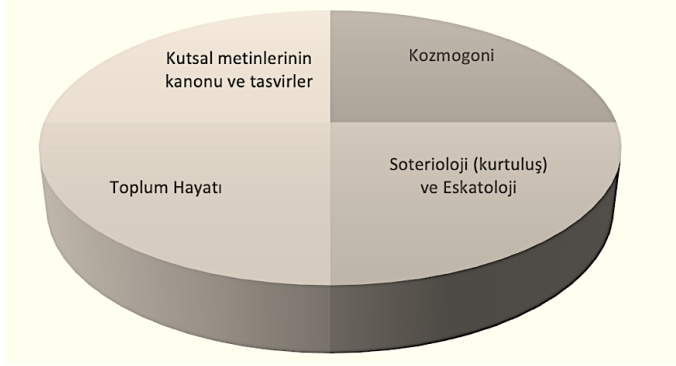 Kutsal metinlerinin
kanonu ve tasvirler
Kozmogoni
Toplum Hayatı
Soterioloji (kurtuluş)
ve Eskatoloji